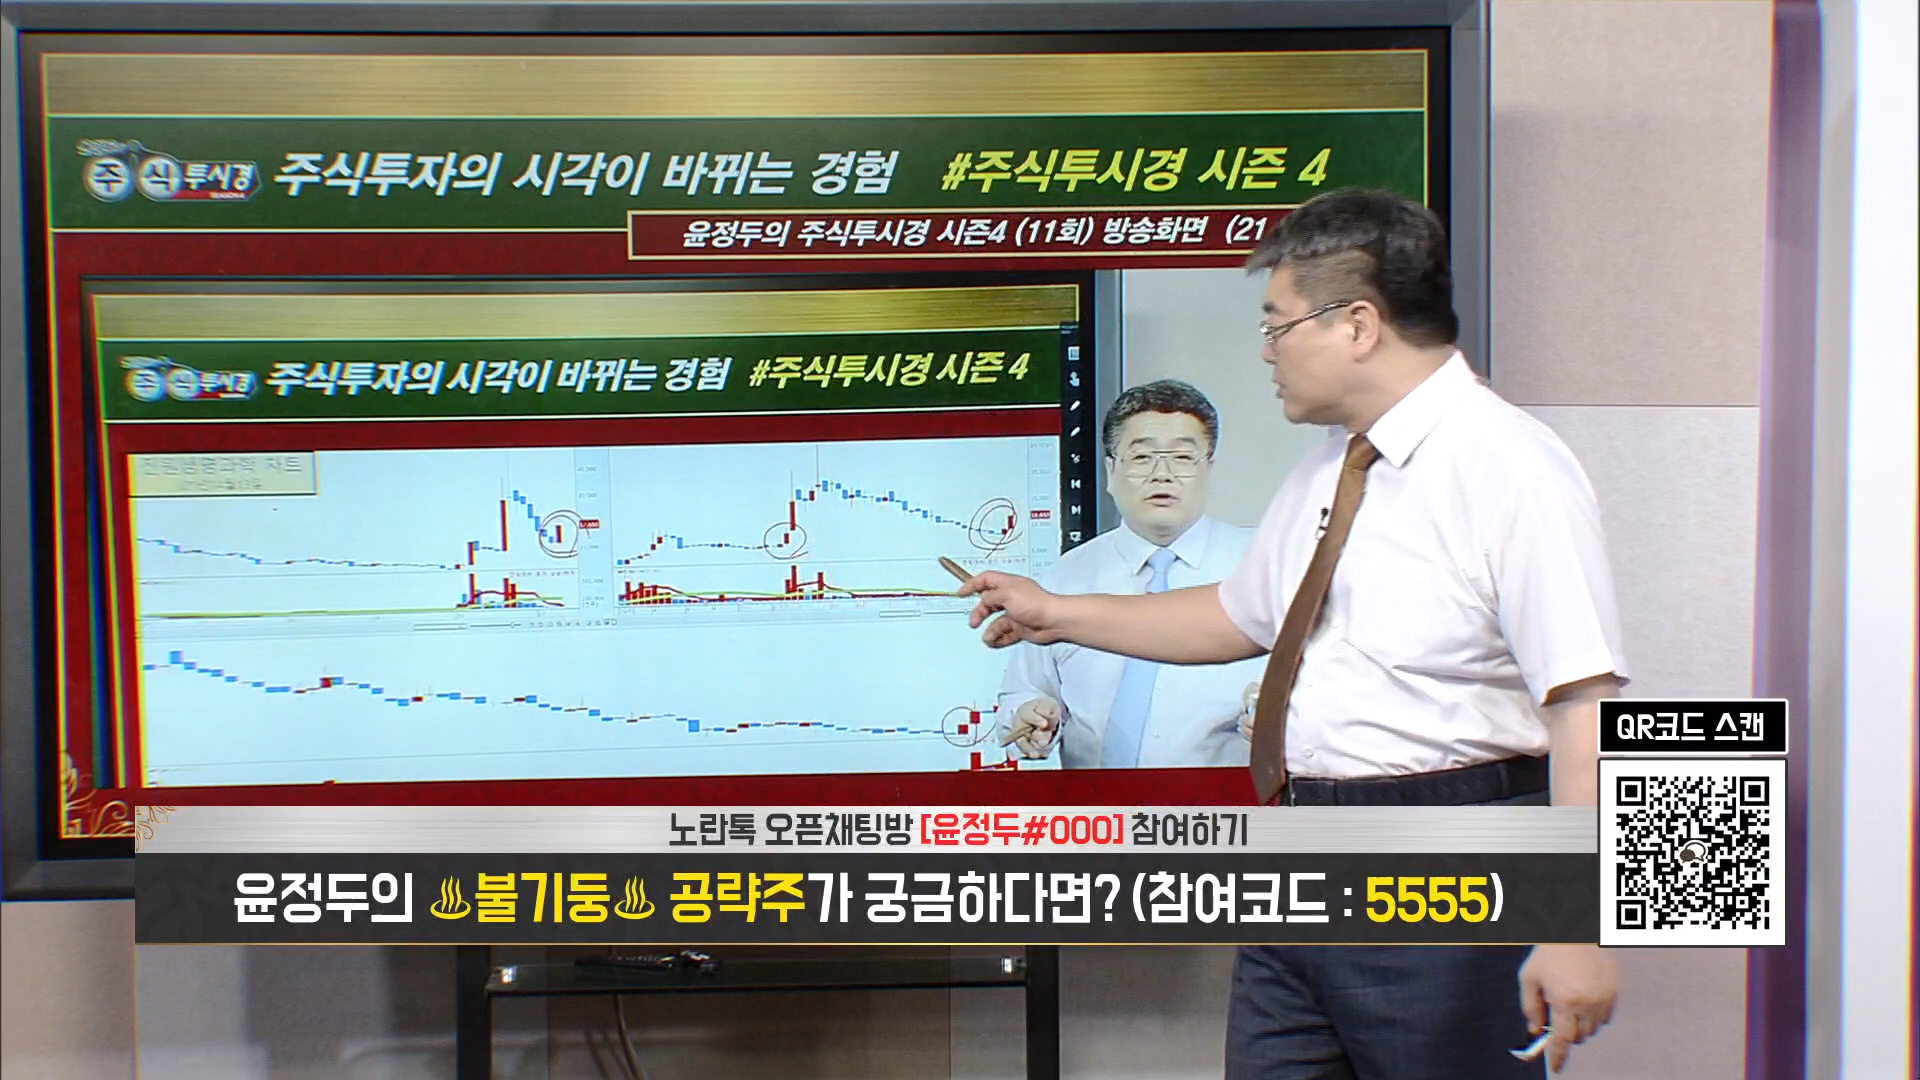 주식투시경 주식투자의 시각이 바뀌는 경험 #주식투시경 시즌 4
윤정두의 주식투시경 시즌4 (11회) 방송화면 (21
주식투시경 주식투자의 시각이 바뀌는 경험 #주식투시경 시즌 4
QR코드 스캔
노란톡 오픈채팅방 [윤정두#000] 참여하기
윤정두의 ♨불기둥♨ 공략주가 궁금하다면? (참여코드 : 5555)